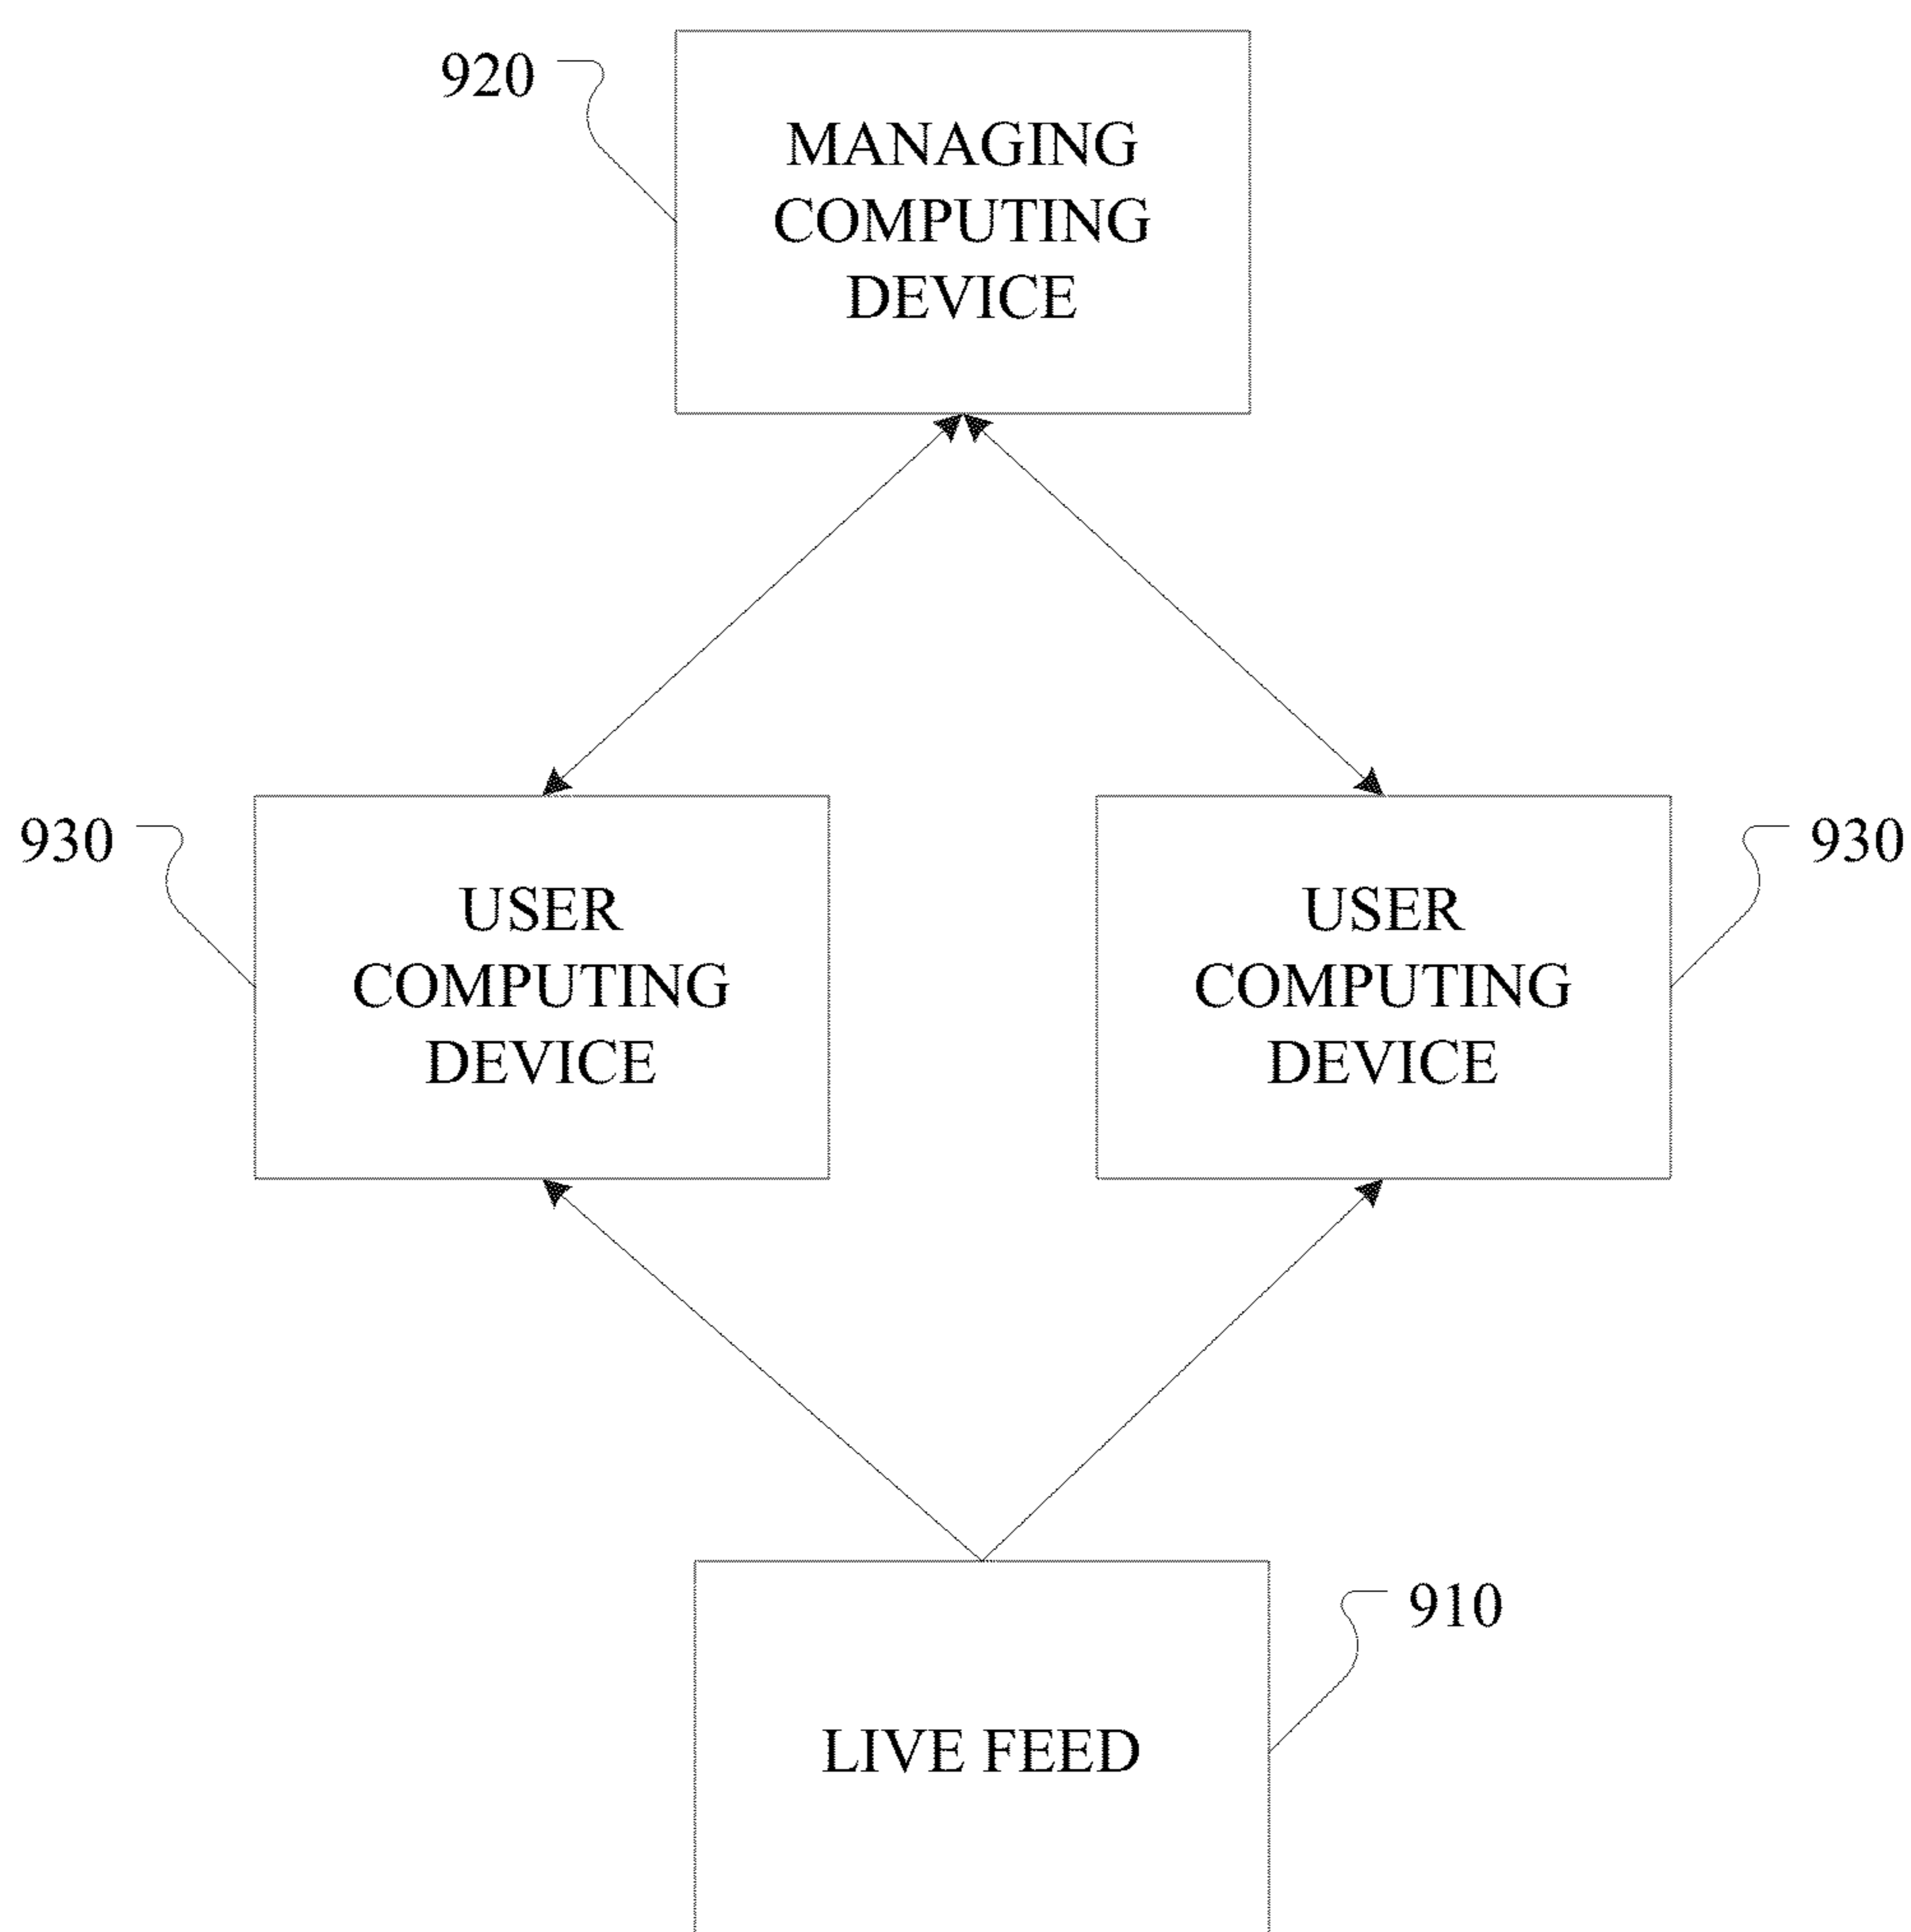 920
MANAGING
COMPUTING
DEVICE
930
USER
COMPUTING
DEVICE
USER
COMPUTING
DEVICE
930
910
LIVE FEED